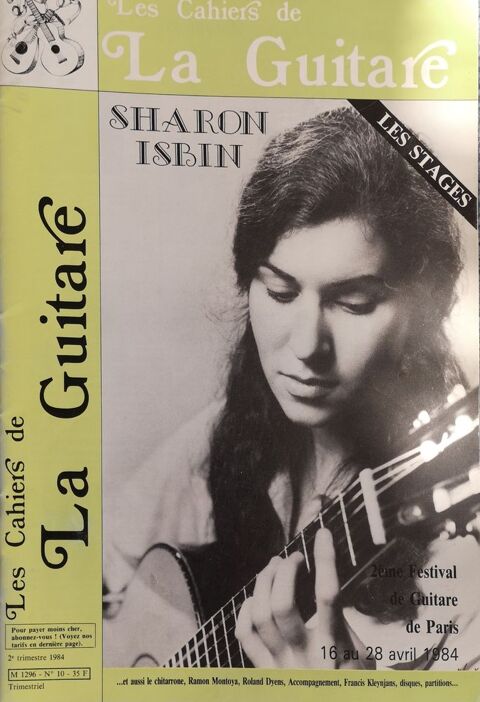 Les Cahiers de
La Guitare
SHARON
ISBIN
LES STAGES
Les Cahiers de
La Guitare
2ème Festival
de Guitare
de Paris
16 au 28 avril 1984
Pour payer moins cher,
abonnez-vous ! (Voyez nos
tarifs en dernière page).
2e trimestre 1984
M 1296 - N° 10 - 35 F
Trimestriel
...et aussi le chitarrone, Ramon Montoya, Roland Dyens, Accompagnement, Francis Kleynjans, disques, partitions...